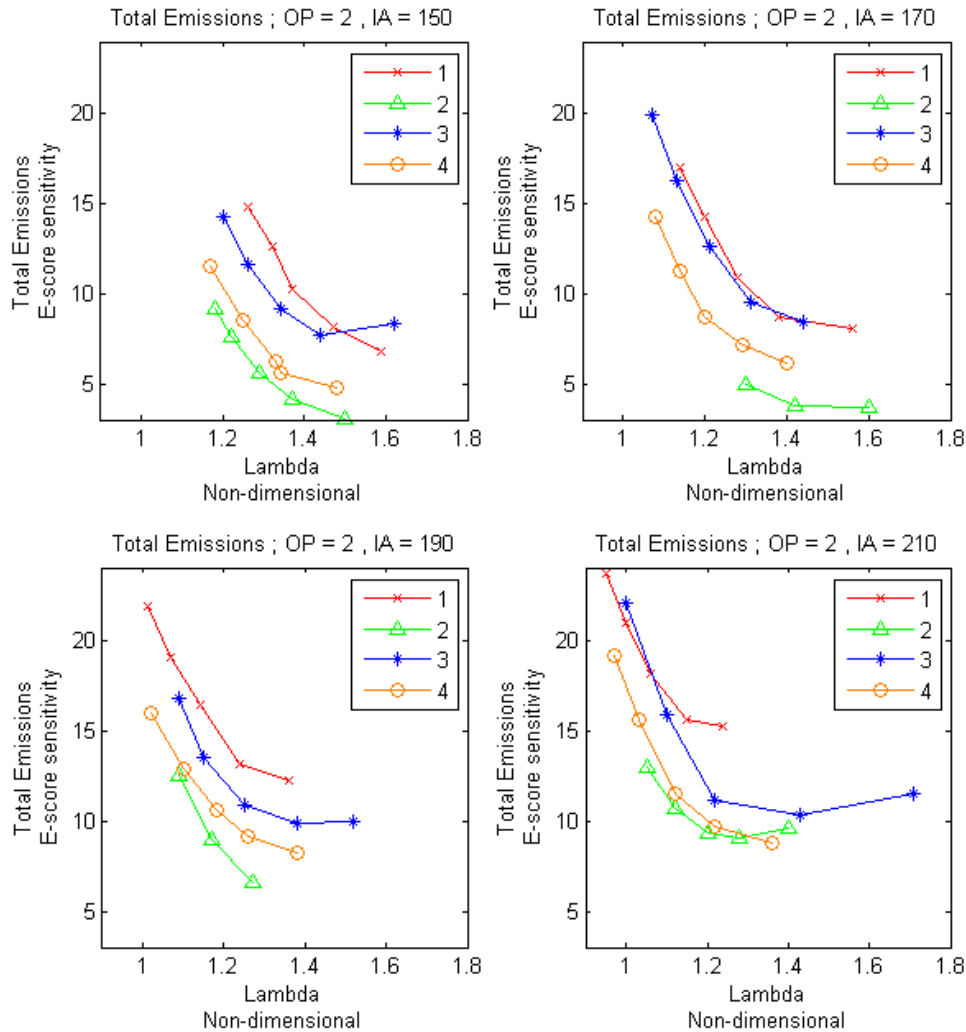 Total Emissions ; OP = 2 , IA = 150
Total Emissions
E-score sensitivity
20
15
10
5
1
2
3
4
1 1.2 1.4 1.6 1.8
Lambda
Non-dimensional
Total Emissions ; OP = 2 , IA = 170
Total Emissions
E-score sensitivity
20
15
10
5
1
2
3
4
1 1.2 1.4 1.6 1.8
Lambda
Non-dimensional
Total Emissions ; OP = 2 , IA = 190
Total Emissions
E-score sensitivity
20
15
10
5
1
2
3
4
1 1.2 1.4 1.6 1.8
Lambda
Non-dimensional
Total Emissions ; OP = 2 , IA = 210
Total Emissions
E-score sensitivity
20
15
10
5
1
2
3
4
1 1.2 1.4 1.6 1.8
Lambda
Non-dimensional